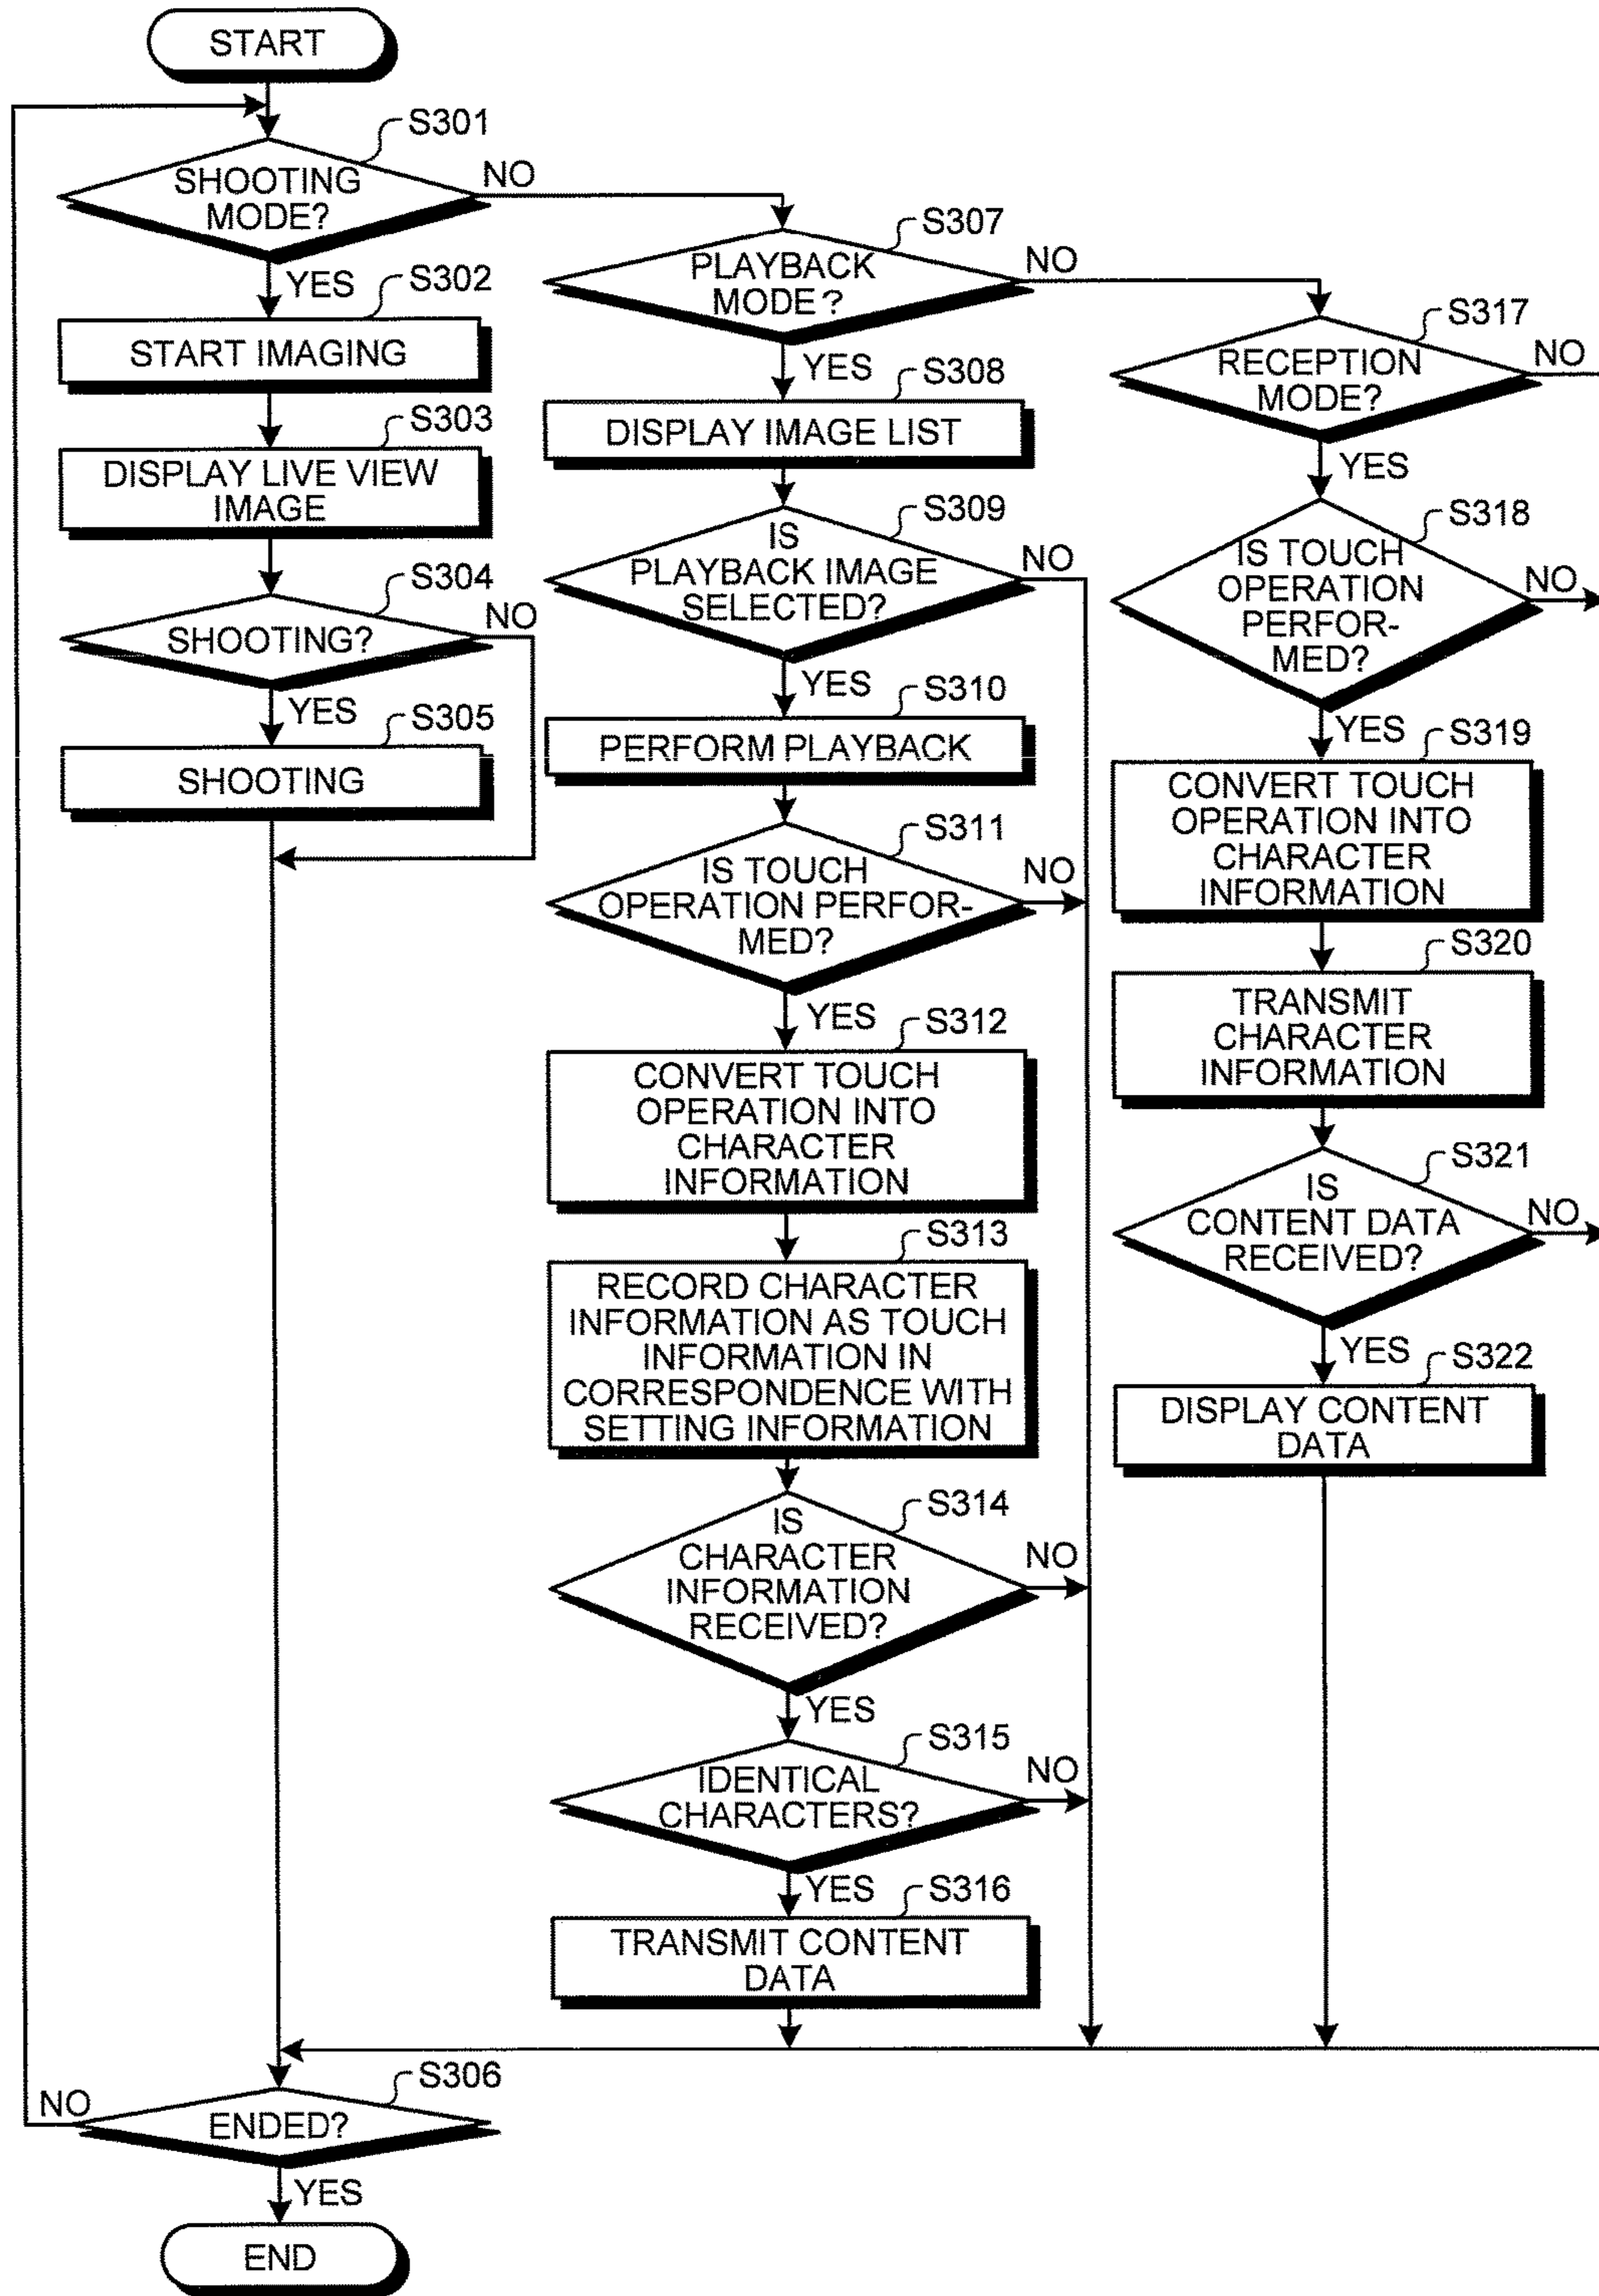 START
S301
SHOOTING
MODE?
NO
YES
S302
START IMAGING
S303
DISPLAY LIVE VIEW
IMAGE
S304
SHOOTING?
NO
YES
S305
SHOOTING
S307
PLAYBACK
MODE?
NO
YES
S308
DISPLAY IMAGE LIST
S309
IS
PLAYBACK IMAGE
SELECTED?
NO
YES
S310
PERFORM PLAYBACK
S311
IS TOUCH
OPERATION PERFOR-
MED?
NO
YES
S312
CONVERT TOUCH
OPERATION INTO
CHARACTER
INFORMATION
S313
RECORD CHARACTER
INFORMATION AS TOUCH
INFORMATION IN
CORRESPONDENCE WITH
SETTING INFORMATION
S314
IS
CHARACTER
INFORMATION
RECEIVED?
NO
YES
S315
IDENTICAL
CHARACTERS?
NO
YES
S316
TRANSMIT CONTENT
DATA
S317
RECEPTION
MODE?
NO
YES
S318
IS TOUCH
OPERATION
PERFOR-
MED?
NO
YES
S319
CONVERT TOUCH
OPERATION INTO
CHARACTER
INFORMATION
S320
TRANSMIT
CHARACTER
INFORMATION
S321
IS
CONTENT DATA
RECEIVED?
NO
YES
S322
DISPLAY CONTENT
DATA
S306
ENDED?
NO
YES
END